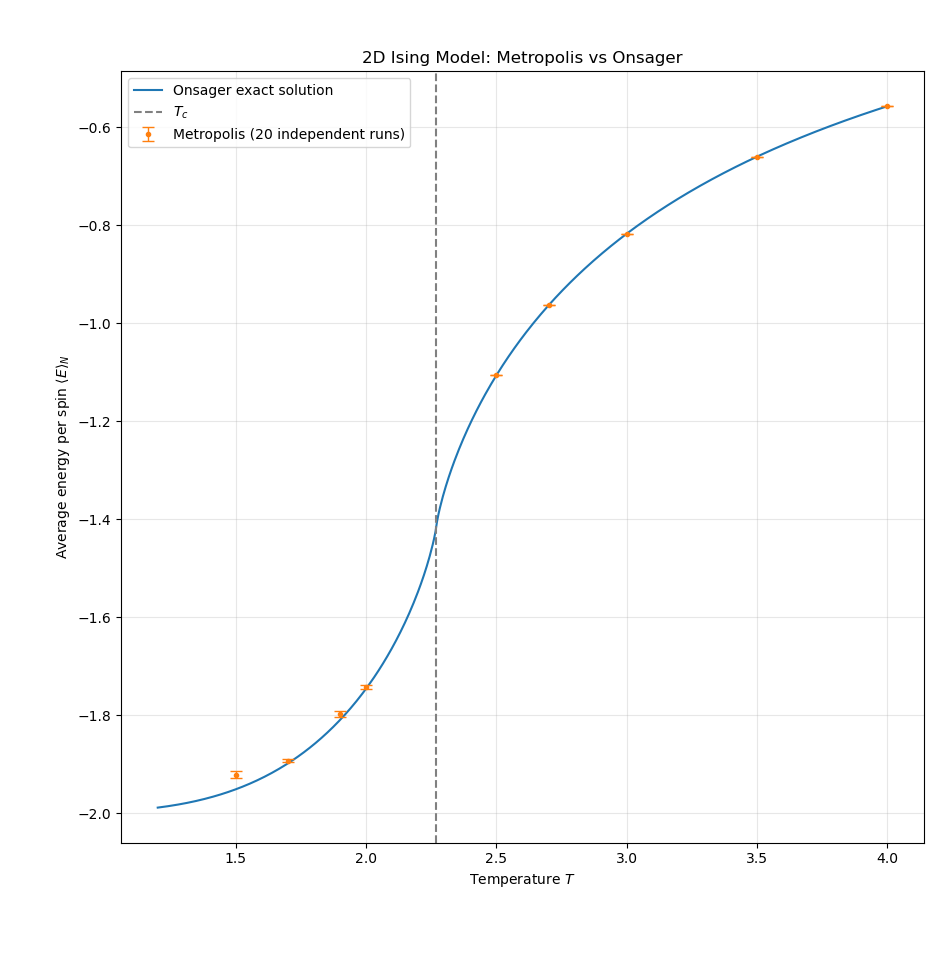 2D Ising Model: Metropolis vs Onsager
Onsager exact solution
T_c
Metropolis (20 independent runs)
Average energy per spin ⟨E⟩_N
−0.6
−0.8
−1.0
−1.2
−1.4
−1.6
−1.8
−2.0
1.5 2.0 2.5 3.0 3.5 4.0
Temperature T